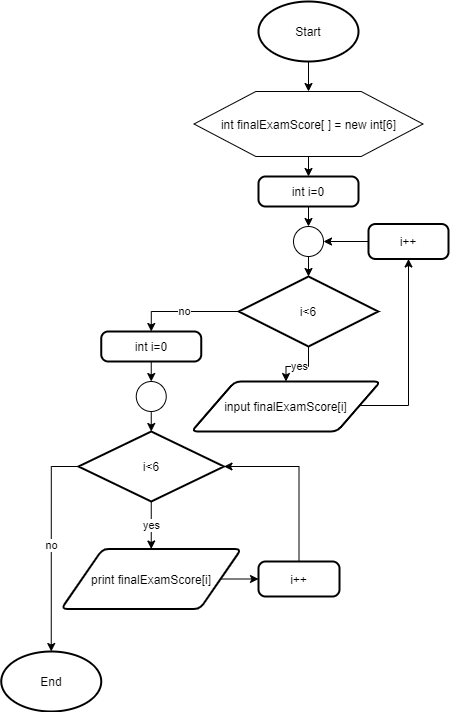 Start
int finalExamScore[ ] = new int[6]
int i=0
i++
i<6
no
yes
int i=0
input finalExamScore[i]
i<6
no
yes
print finalExamScore[i]
i++
End